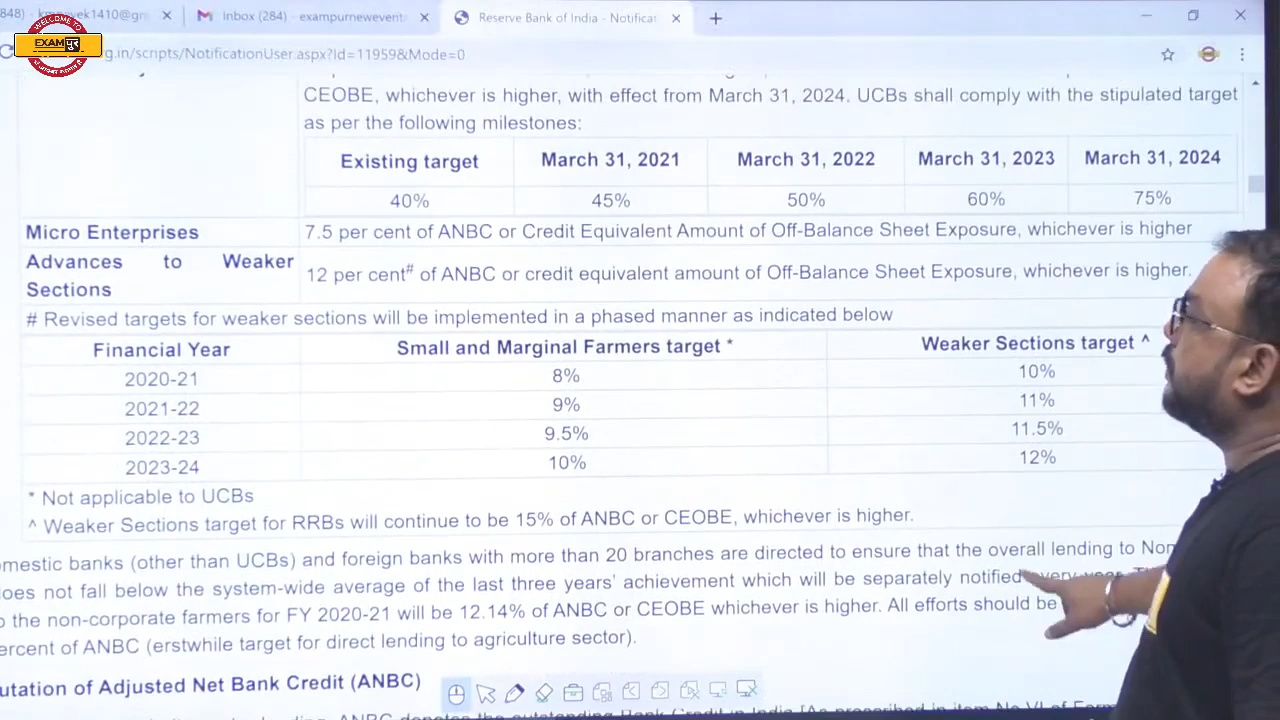 848) - k
1410@gr
Inbox (284) - exampurnewevent
Reserve Bank of India - Notificat
WELCOME TO
EXAMपुर
g.in/scripts/NotificationUser.aspx?Id=11959&Mode=0
CEOBE, whichever is higher, with effect from March 31, 2024. UCBs shall comply with the stipulated target
as per the following milestones:
Existing target March 31, 2021 March 31, 2022 March 31, 2023 March 31, 2024
40% 45% 50% 60% 75%
Micro Enterprises 7.5 per cent of ANBC or Credit Equivalent Amount of Off-Balance Sheet Exposure, whichever is higher
Advances to Weaker
Sections
12 per cent# of ANBC or credit equivalent amount of Off-Balance Sheet Exposure, whichever is higher.
# Revised targets for weaker sections will be implemented in a phased manner as indicated below
Financial Year Small and Marginal Farmers target * Weaker Sections target ^
2020-21 8% 10%
2021-22 9% 11%
2022-23 9.5% 11.5%
2023-24 10% 12%
* Not applicable to UCBs
^ Weaker Sections target for RRBs will continue to be 15% of ANBC or CEOBE, whichever is higher.
omestic banks (other than UCBs) and foreign banks with more than 20 branches are directed to ensure that the overall lending to Non
oes not fall below the system-wide average of the last three years' achievement which will be separately notified every year.
o the non-corporate farmers for FY 2020-21 will be 12.14% of ANBC or CEOBE whichever is higher. All efforts should be
ercent of ANBC (erstwhile target for direct lending to agriculture sector).
utation of Adjusted Net Bank Credit (ANBC)